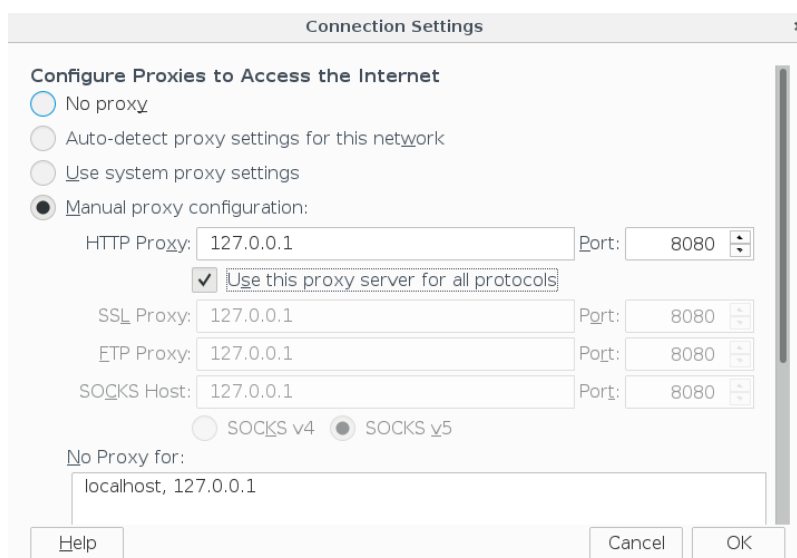 Connection Settings
Configure Proxies to Access the Internet
No proxy
Auto-detect proxy settings for this network
Use system proxy settings
Manual proxy configuration:
HTTP Proxy: 127.0.0.1 Port: 8080
Use this proxy server for all protocols
SSL Proxy: 127.0.0.1 Port: 8080
FTP Proxy: 127.0.0.1 Port: 8080
SOCKS Host: 127.0.0.1 Port: 8080
SOCKS v4 SOCKS v5
No Proxy for:
localhost, 127.0.0.1
Help Cancel OK